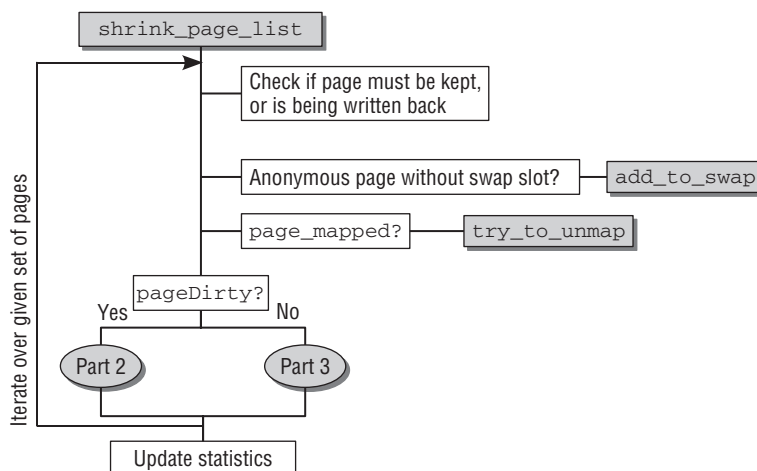 shrink_page_list
Check if page must be kept,
or is being written back
Anonymous page without swap slot?
add_to_swap
page_mapped?
try_to_unmap
pageDirty?
Yes
No
Part 2
Part 3
Update statistics
Iterate over given set of pages